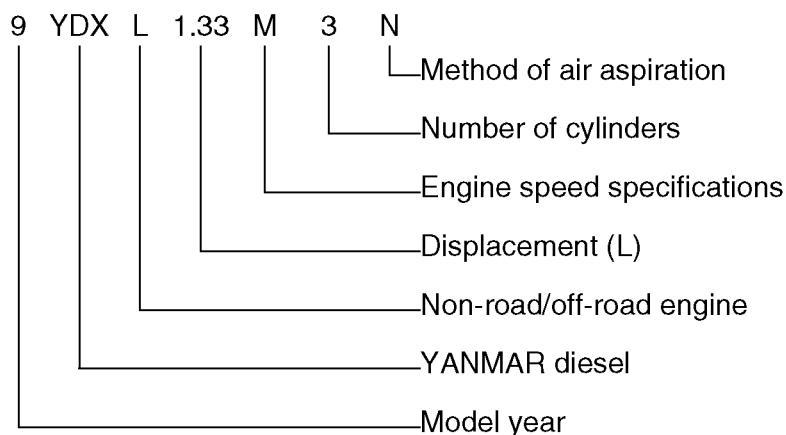 9 YDX L 1.33 M 3 N
Method of air aspiration
Number of cylinders
Engine speed specifications
Displacement (L)
Non-road/off-road engine
YANMAR diesel
Model year